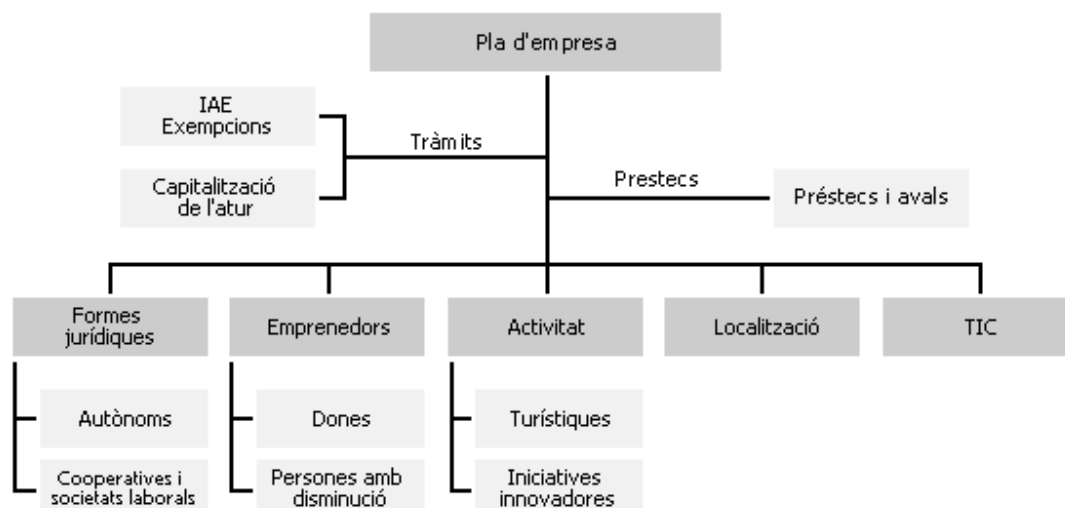 Pla d'empresa
IAE
Exempcions
Tràmits
Capitalització
de l'atur
Prestecs
Préstecs i avals
Formes
jurídiques
Emprenedors
Activitat
Localització
TIC
Autònoms
Dones
Turístiques
Cooperatives i
societats laborals
Persones amb
disminució
Iniciatives
innovadores